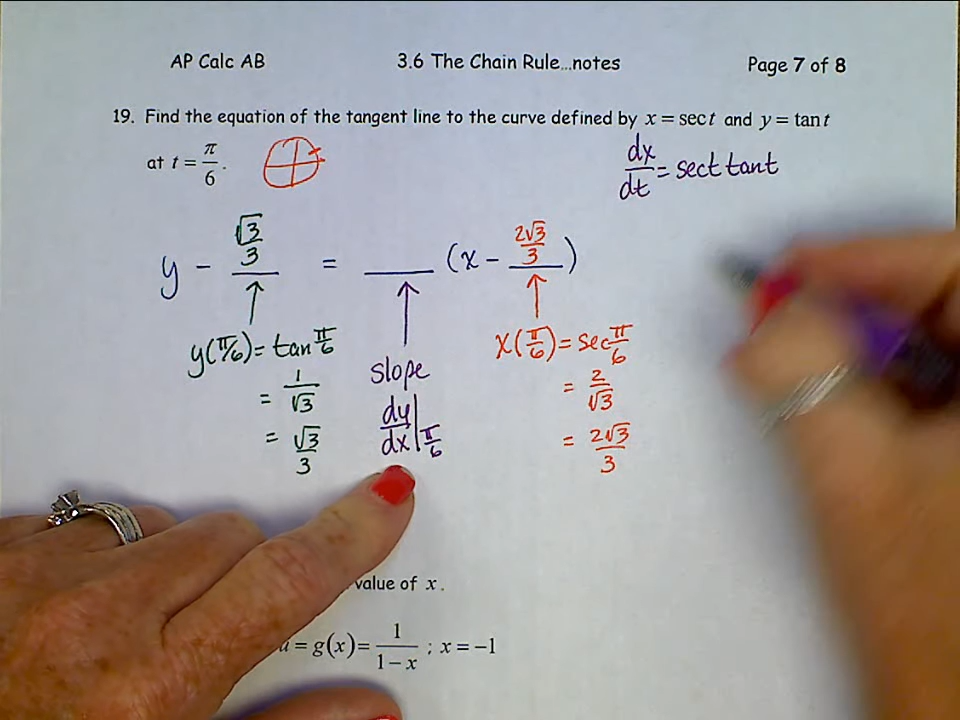 AP Calc AB 3.6 The Chain Rule...notes Page 7 of 8
19. Find the equation of the tangent line to the curve defined by x = sec t and y = tan t
at t = π/6.
dx/dt = sect tant
y - √3/3 = ____ (x - 2√3/3)
y(π/6) = tan π/6
= 1/√3
= √3/3
slope
dy/dx | π/6
x(π/6) = sec π/6
= 2/√3
= 2√3/3
value of x.
= g(x) = 1/(1-x) ; x = -1